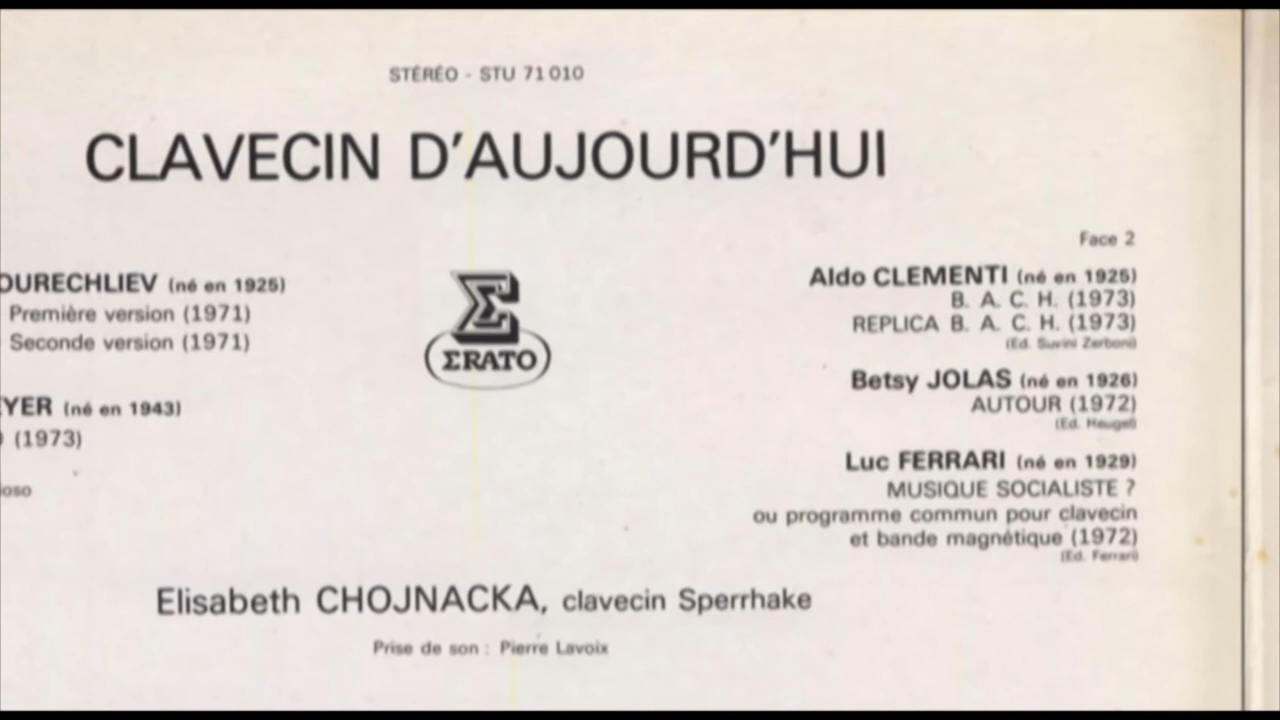 STÉRÉO - STU 71 010
CLAVECIN D'AUJOURD'HUI
OURECHLIEV (né en 1925)
Première version (1971)
Seconde version (1971)
YER (né en 1943)
(1973)
ioso
ΣRATO
Face 2
Aldo CLEMENTI (né en 1925)
B. A. C. H. (1973)
REPLICA B. A. C. H. (1973)
(Ed. Suvini Zerboni)
Betsy JOLAS (né en 1926)
AUTOUR (1972)
(Ed. Heugel)
Luc FERRARI (né en 1929)
MUSIQUE SOCIALISTE ?
ou programme commun pour clavecin
et bande magnétique (1972)
(Ed. Ferrari)
Elisabeth CHOJNACKA, clavecin Sperrhake
Prise de son : Pierre Lavoix